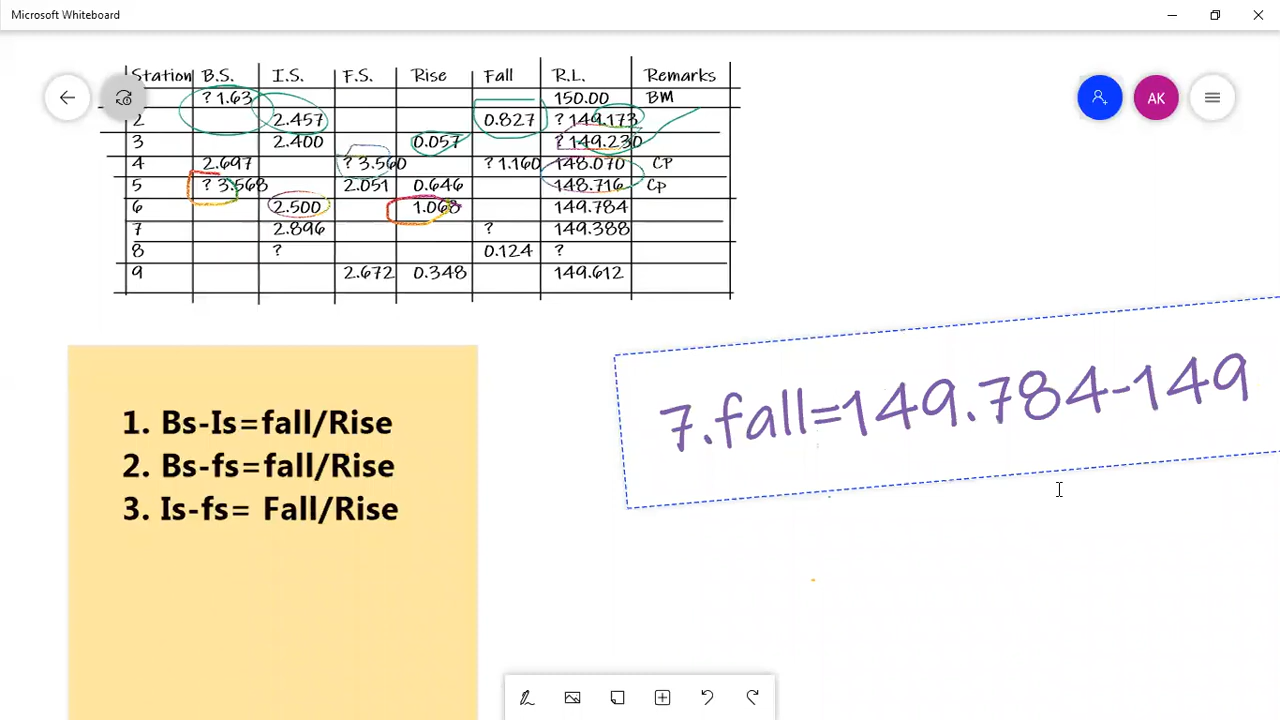 Microsoft Whiteboard
Station B.S. I.S. F.S. Rise Fall R.L. Remarks
? 1.63 150.00 BM
2 2.457 0.827 ? 149.173
3 2.400 0.057 ? 149.230
4 2.697 ? 3.560 ? 1.160 148.070 CP
5 ? 3.568 2.051 0.646 148.716 CP
6 2.500 1.068 149.784
7 2.896 ? 149.388
8 ? 0.124 ?
9 2.672 0.348 149.612
AK
7.fall=149.784-149
1. Bs-Is=fall/Rise
2. Bs-fs=fall/Rise
3. Is-fs= Fall/Rise